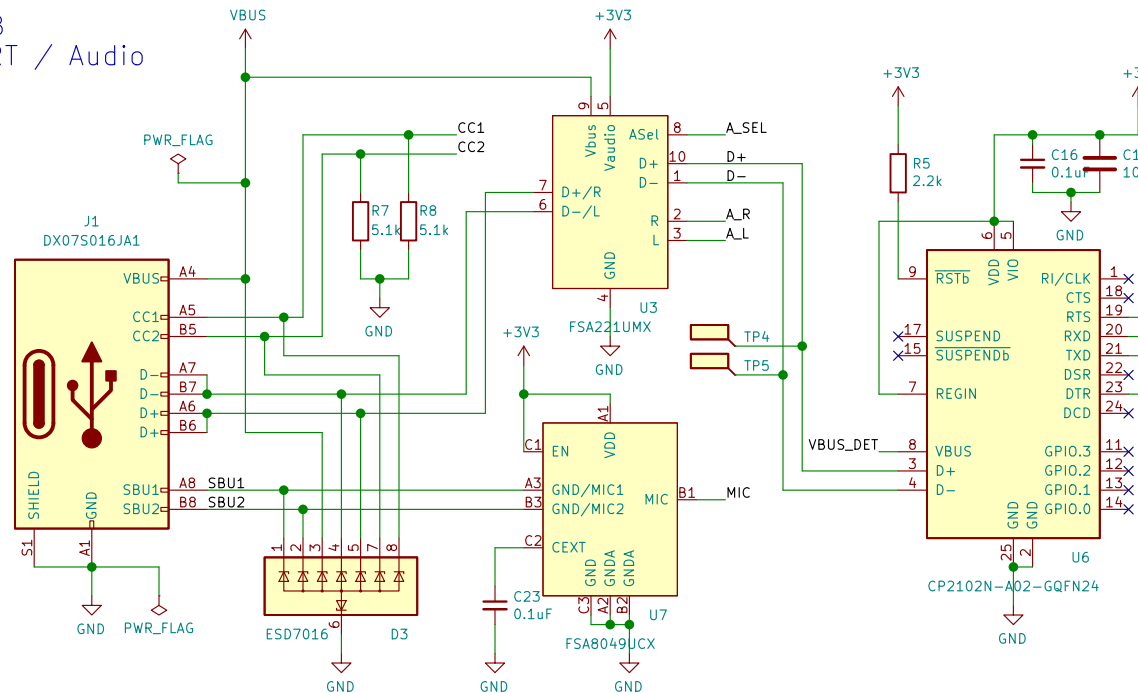 B
RT / Audio
VBUS
+3V3
+3V3
PWR_FLAG
J1
DX07S016JA1
VBUS
A4
CC1
A5
CC2
B5
D-
A7
D-
B7
D+
A6
D+
B6
SBU1
A8
SBU1
SBU2
B8
SBU2
SHIELD
GND
S1
A1
GND
PWR_FLAG
CC1
CC2
R7
5.1k
R8
5.1k
GND
9
5
Vbus
Vaudio
ASel
8
A_SEL
D+
10
D+
D-
1
D-
7
D+/R
6
D-/L
R
2
A_R
L
3
A_L
GND
4
U3
FSA221UMX
GND
TP4
TP5
+3V3
A1
VDD
C1
EN
A3
GND/MIC1
B3
GND/MIC2
MIC
B1
MIC
C2
CEXT
GND
GNDA
GNDA
C3
A2
B2
U7
FSA8049UCX
GND
C23
0.1uF
GND
1
2
3
4
5
7
8
6
ESD7016
D3
GND
R5
2.2k
C16
0.1uF
GND
6
5
VDD
VIO
9
RSTb
RI/CLK
1
CTS
18
RTS
19
17
SUSPEND
RXD
20
15
SUSPENDb
TXD
21
DSR
22
7
REGIN
DTR
23
DCD
24
VBUS_DET
8
VBUS
GPIO.3
11
3
D+
GPIO.2
12
4
D-
GPIO.1
13
GPIO.0
14
GND
GND
25
2
U6
CP2102N-A02-GQFN24
GND